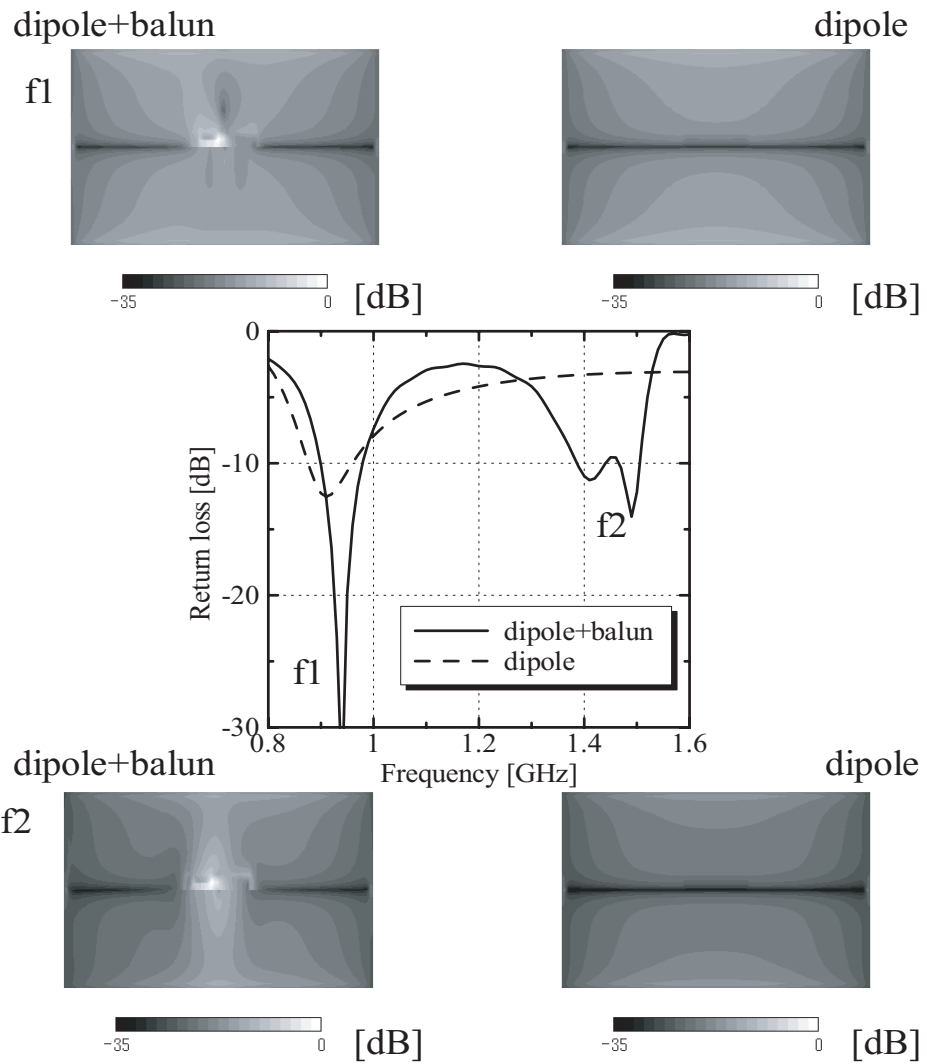 dipole+balun
dipole
f1
-35
0
[dB]
-35
0
[dB]
0
-10
-20
-30
Return loss [dB]
f2
f1
dipole+balun
dipole
0.8
1
1.2
1.4
1.6
Frequency [GHz]
dipole+balun
dipole
f2
-35
0
[dB]
-35
0
[dB]